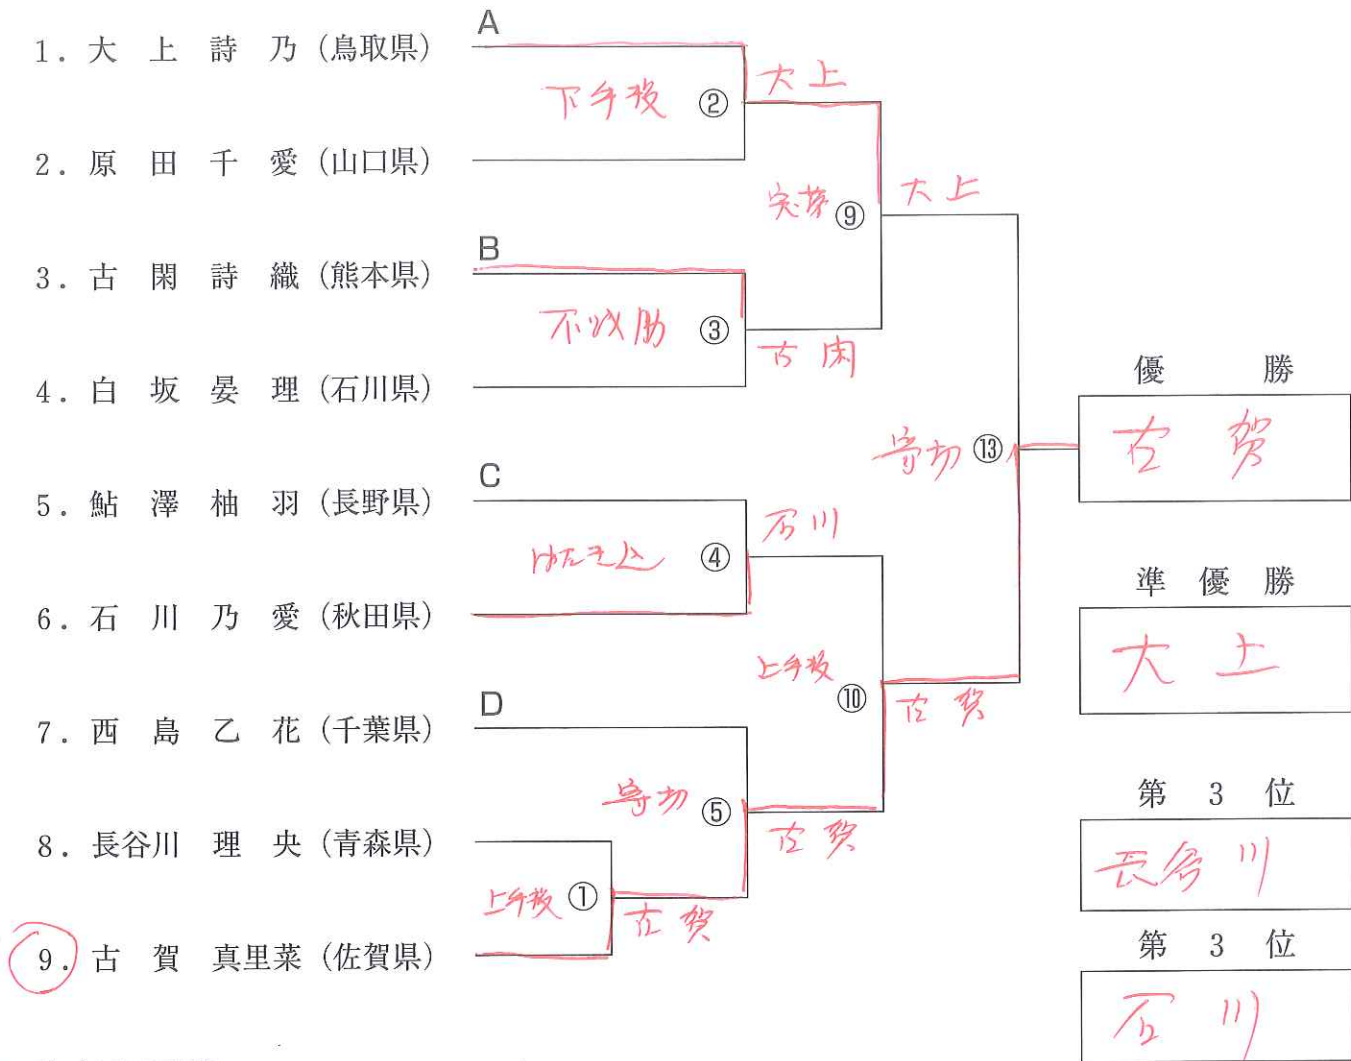 A
1. 大上詩乃 (鳥取県)
下手投 ② 大上
2. 原田千愛 (山口県)
突落 ⑨ 大上
B
3. 古閑詩織 (熊本県)
不戦勝 ③ 古閑
4. 白坂晏理 (石川県)
優勝
古賀
寄切 ⑬
C
5. 鮎澤柚羽 (長野県)
石川
はたき込 ④
準優勝
6. 石川乃愛 (秋田県)
大上
上手投 ⑩ 古賀
D
7. 西島乙花 (千葉県)
第3位
寄切 ⑤ 古賀
8. 長谷川理央 (青森県)
長谷川
上手投 ① 古賀
第3位
9. 古賀真里菜 (佐賀県)
石川